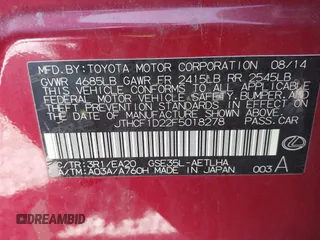 MFD.BY:TOYOTA MOTOR CORPORATION 08/14
GVWR 4685LB GAWR FR 2415LB RR 2545LB
THIS VEHICLE CONFORMS TO ALL APPLICABLE
FEDERAL MOTOR VEHICLE SAFETY, BUMPER, AND
THEFT PREVENTION STANDARDS IN EFFECT ON
THE DATE OF MANUFACTURE SHOWN ABOVE.
JTHCF1D22F5018278 PASS.CAR
C/TR:3R1/EA20 GSE35L-AETLHA
A/TM:A03A/A760H MADE IN JAPAN 003 A
AUTOBIDMASTER